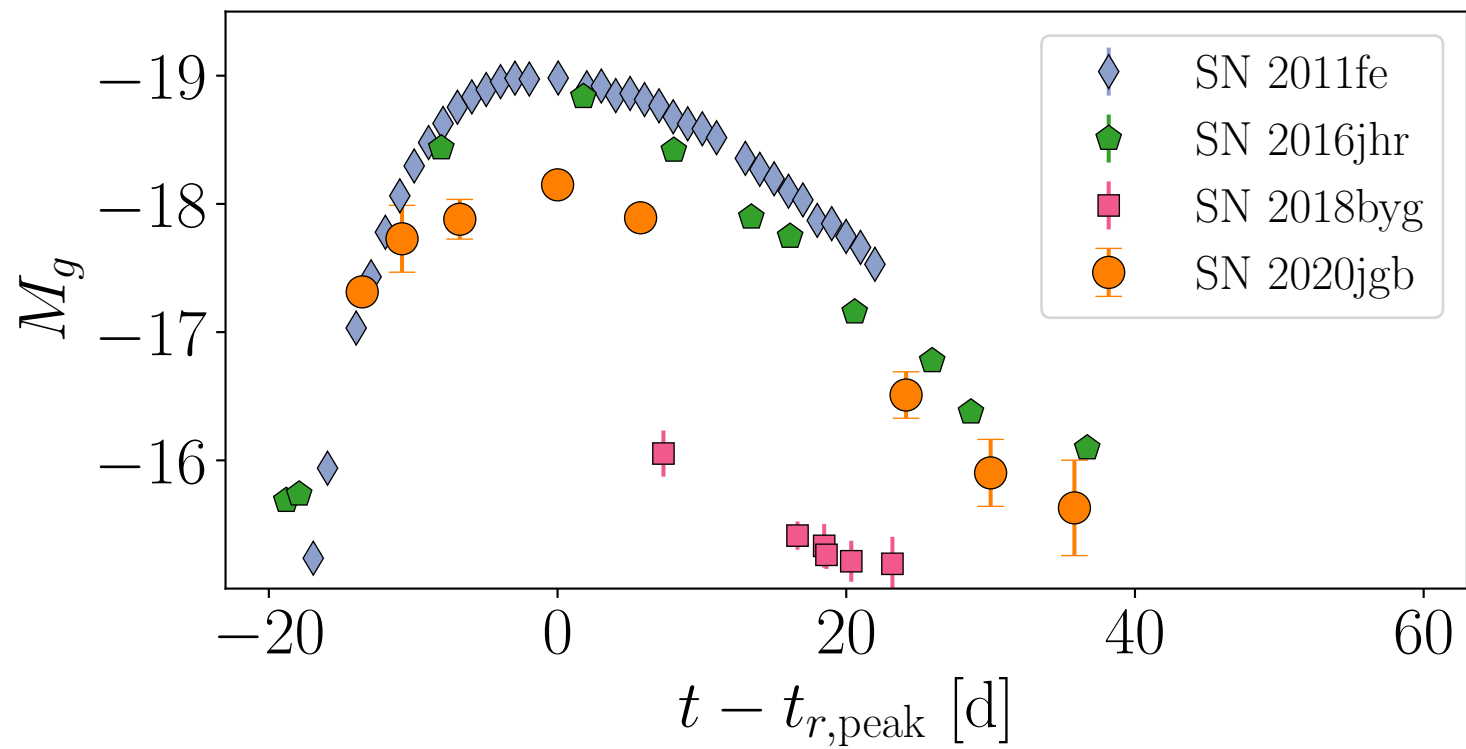 −19
−18
−17
−16
M_g
−20 0 20 40 60
t − t_{r,peak} [d]
SN 2011fe
SN 2016jhr
SN 2018byg
SN 2020jgb